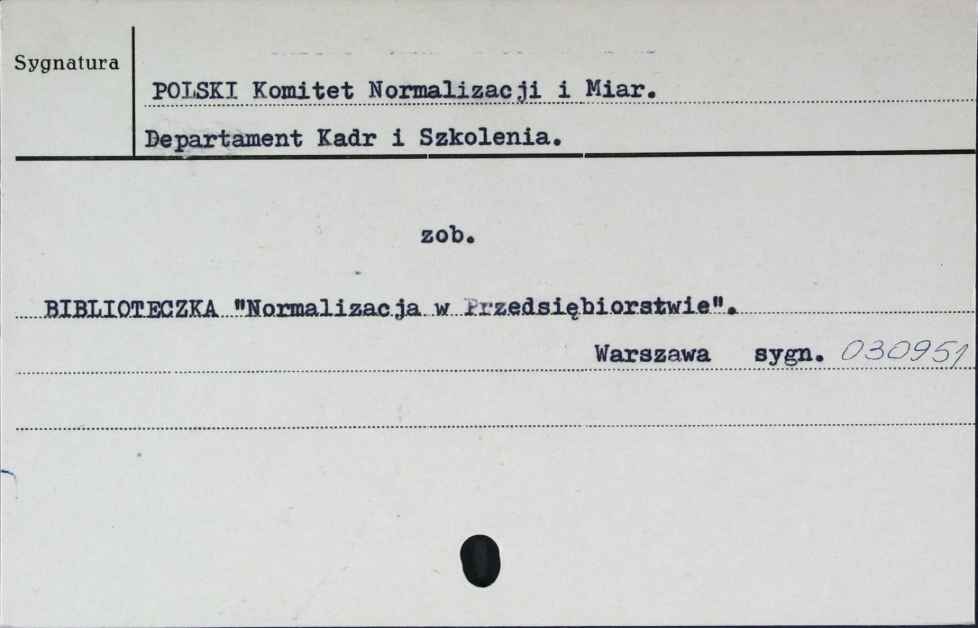 Sygnatura
POLSKI Komitet Normalizacji i Miar.
Departament Kadr i Szkolenia.
zob.
BIBLIOTECZKA "Normalizacja w Przedsiębiorstwie".
Warszawa sygn. 030951